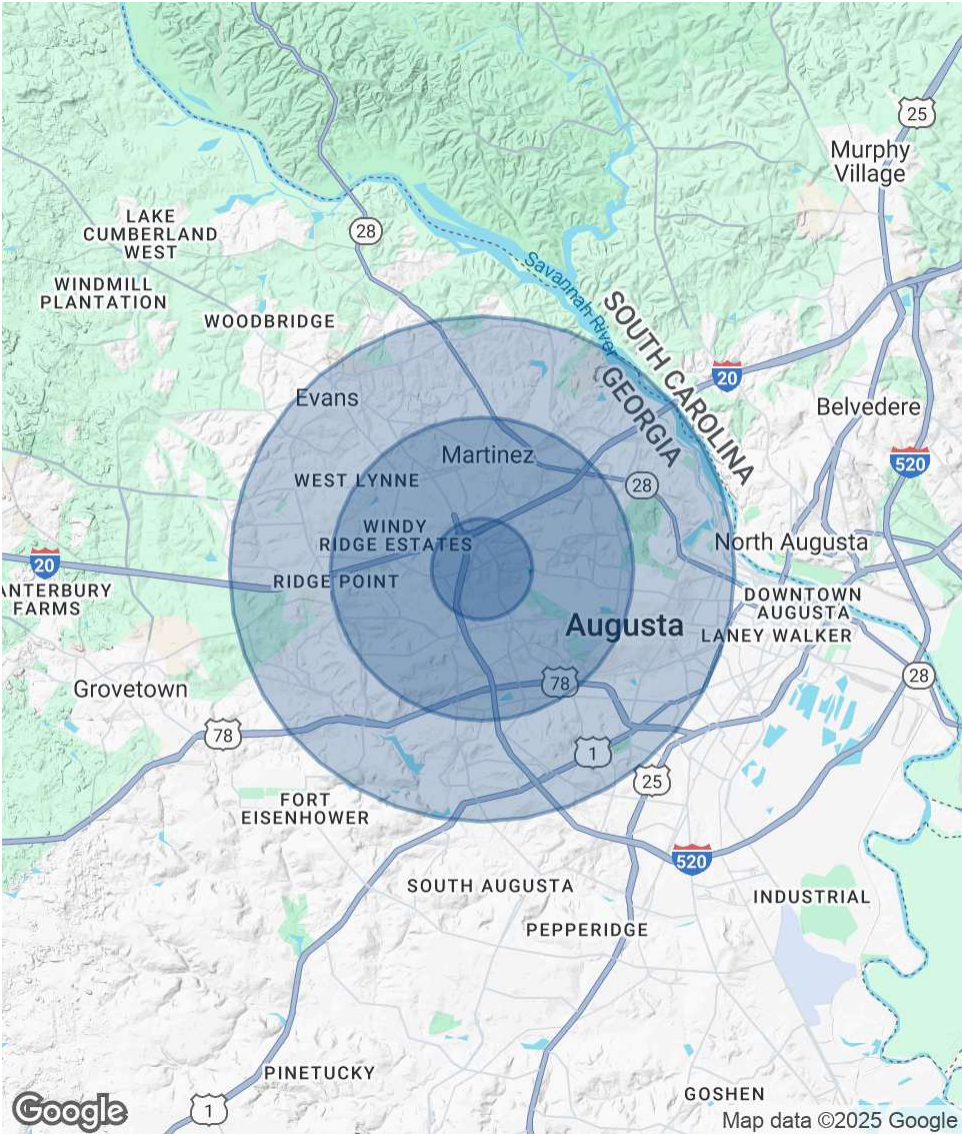 25
Murphy
Village
LAKE
CUMBERLAND
WEST
28
WINDMILL
PLANTATION
Savannah River
WOODBRIDGE
SOUTH CAROLINA
GEORGIA
20
Evans
Belvedere
Martinez
520
WEST LYNNE
28
WINDY
RIDGE ESTATES
North Augusta
20
RIDGE POINT
ANTERBURY
FARMS
DOWNTOWN
AUGUSTA
Augusta
LANEY WALKER
28
78
Grovetown
78
1
25
FORT
EISENHOWER
520
SOUTH AUGUSTA
INDUSTRIAL
PEPPERIDGE
PINETUCKY
GOSHEN
1
Google
Map data ©2025 Google